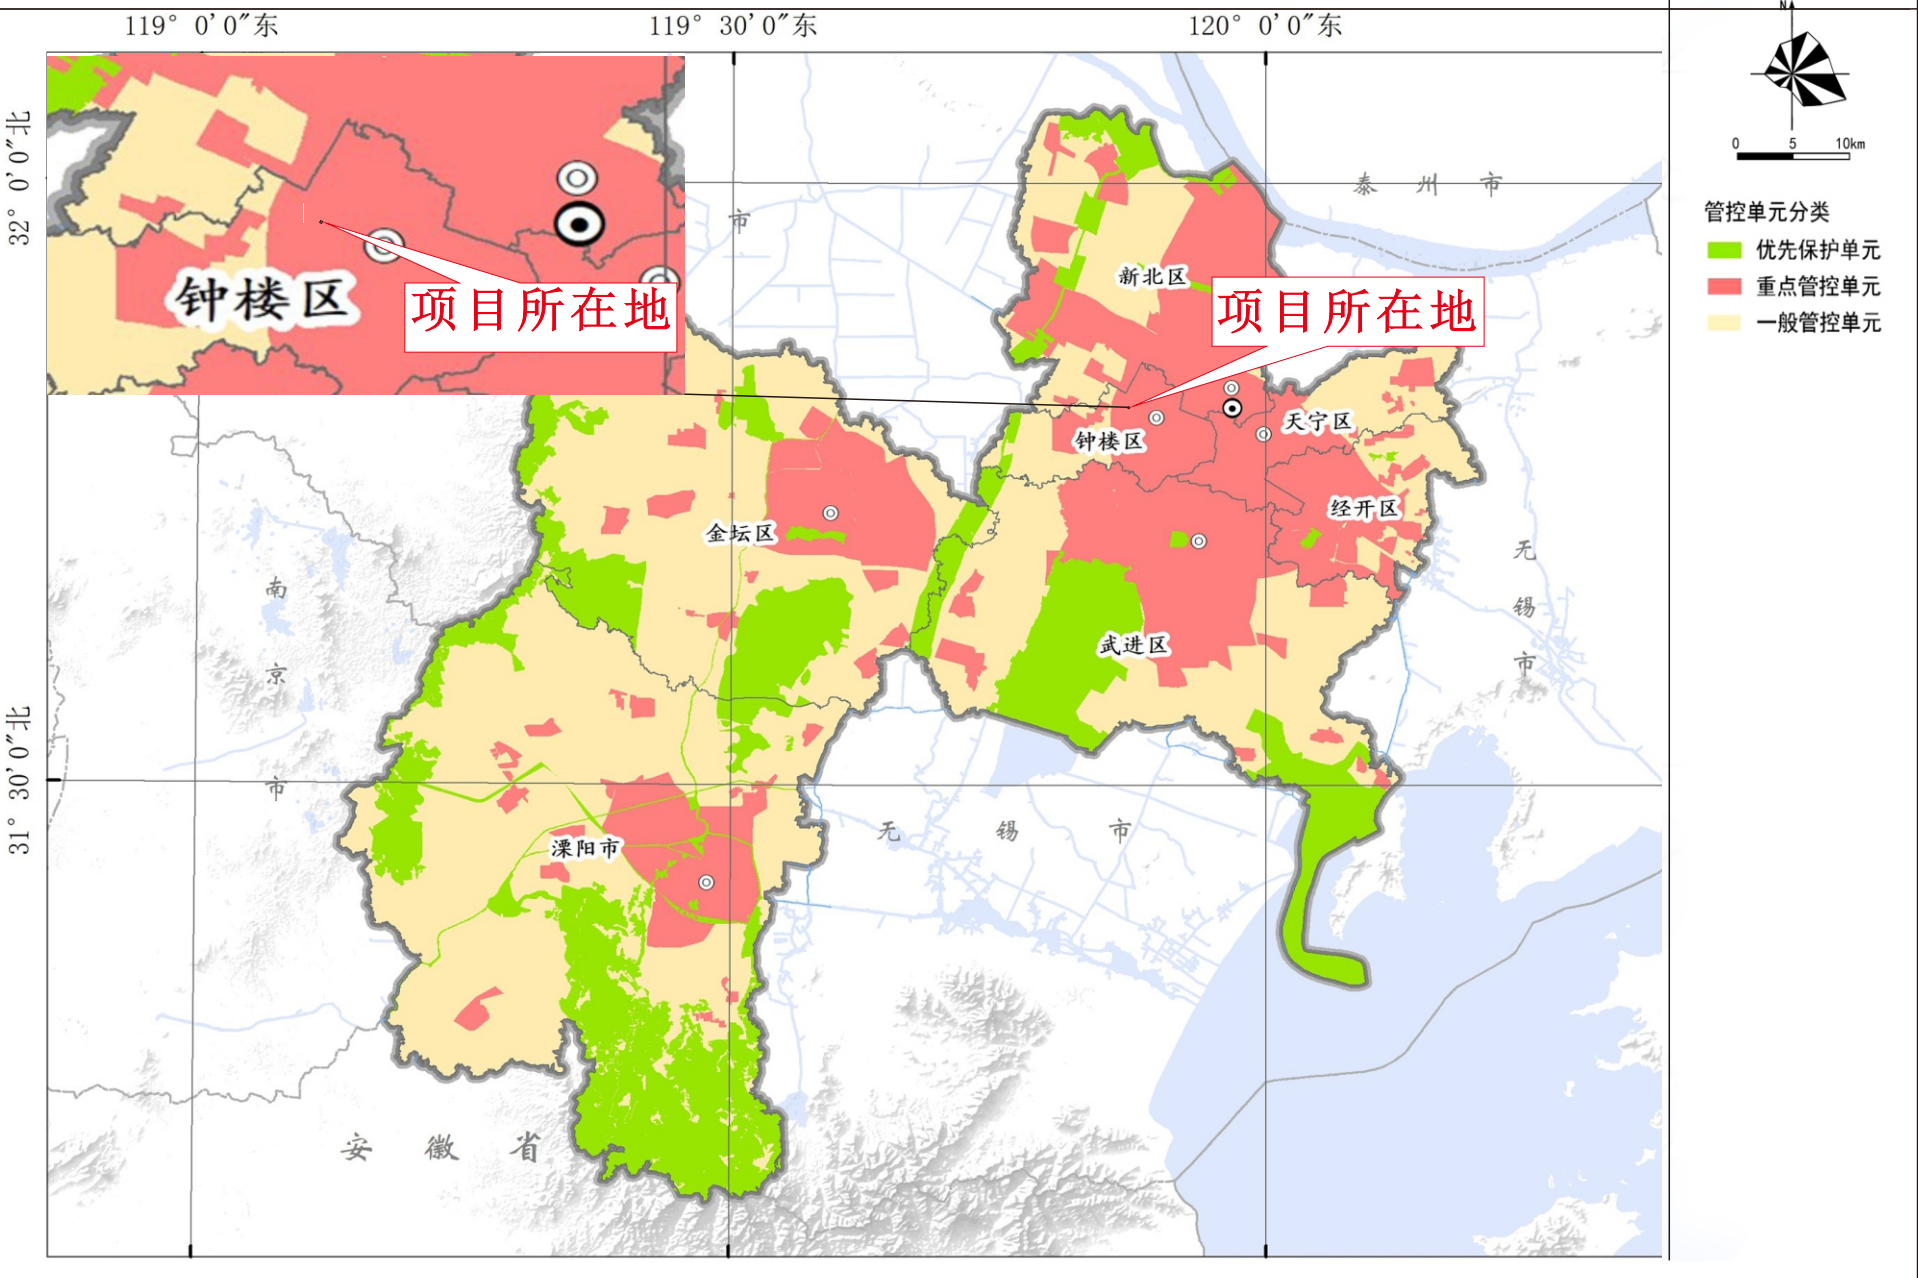 119° 0′0″东
119° 30′0″东
120° 0′0″东
N
32° 0′0″北
31° 30′0″北
0 5 10km
管控单元分类
优先保护单元
重点管控单元
一般管控单元
钟楼区
项目所在地
项目所在地
市
泰州市
新北区
钟楼区
天宁区
经开区
金坛区
武进区
溧阳市
南京市
无锡市
无锡市
安徽省